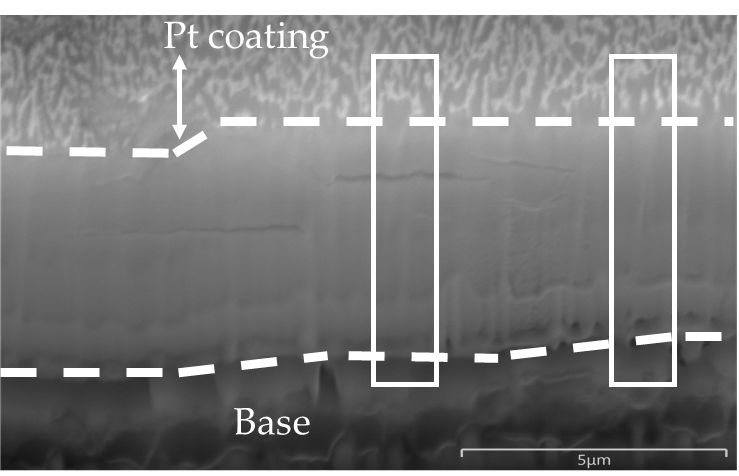 Pt coating
Base
5μm